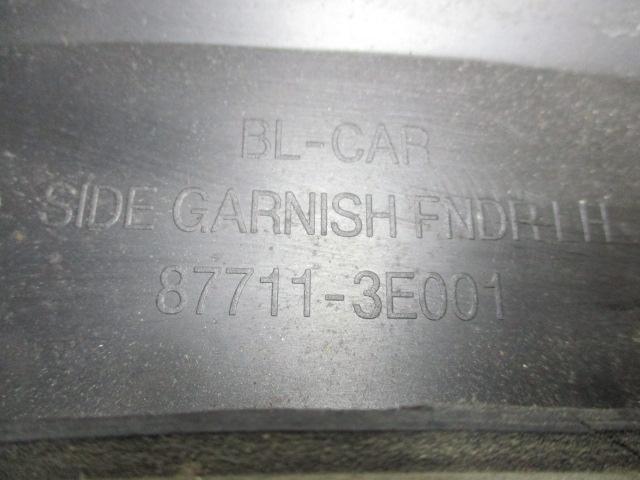 BL-CAR
SIDE GARNISH FNDR LH
87711-3E001